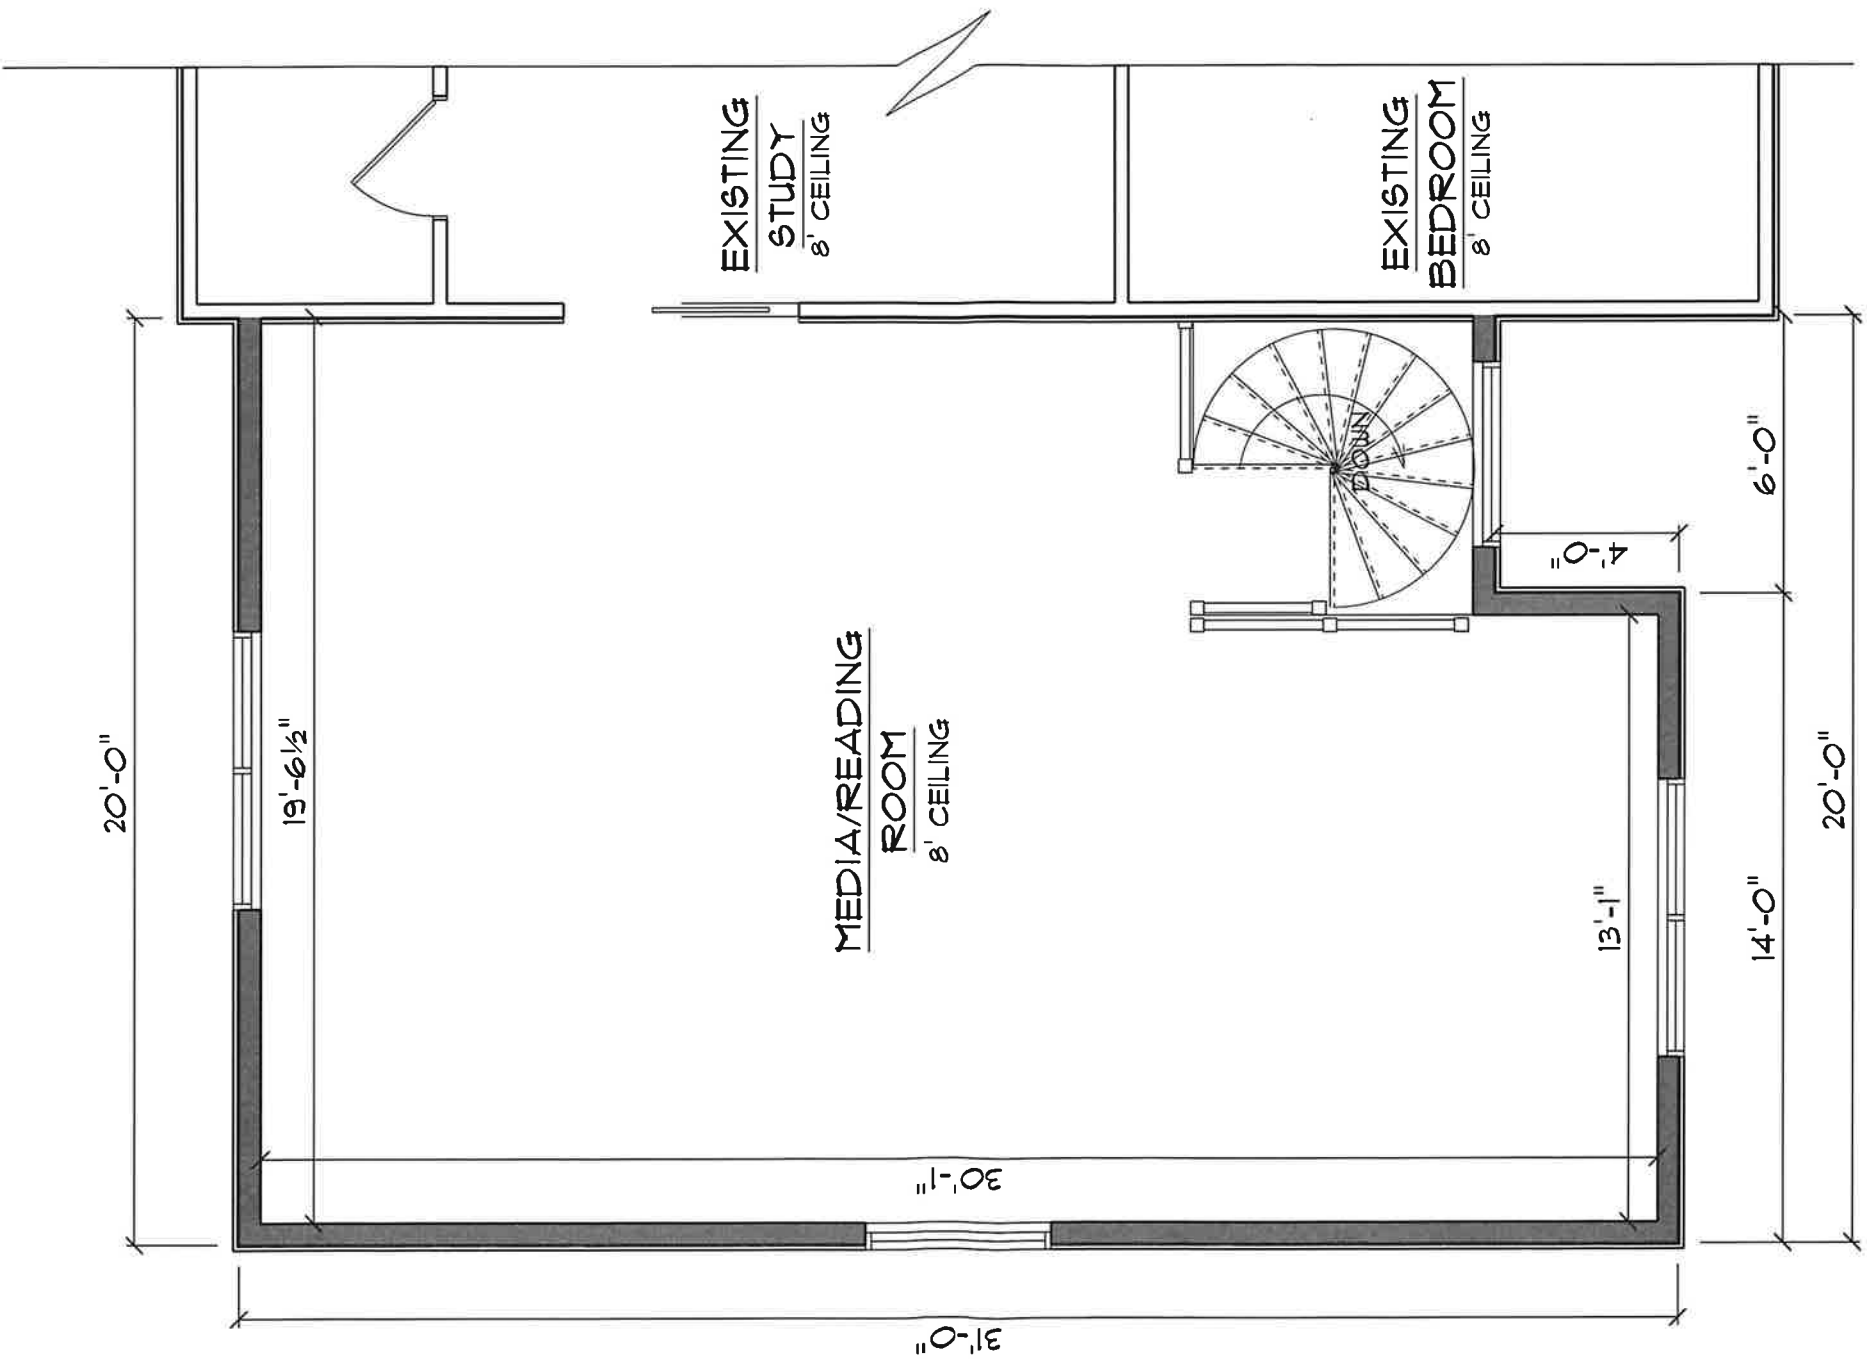 EXISTING
STUDY
8' CEILING
EXISTING
BEDROOM
8' CEILING
DOWN
MEDIA/READING
ROOM
8' CEILING
20'-0"
19'-6½"
6'-0"
4'-0"
13'-1"
14'-0"
20'-0"
30'-1"
31'-0"